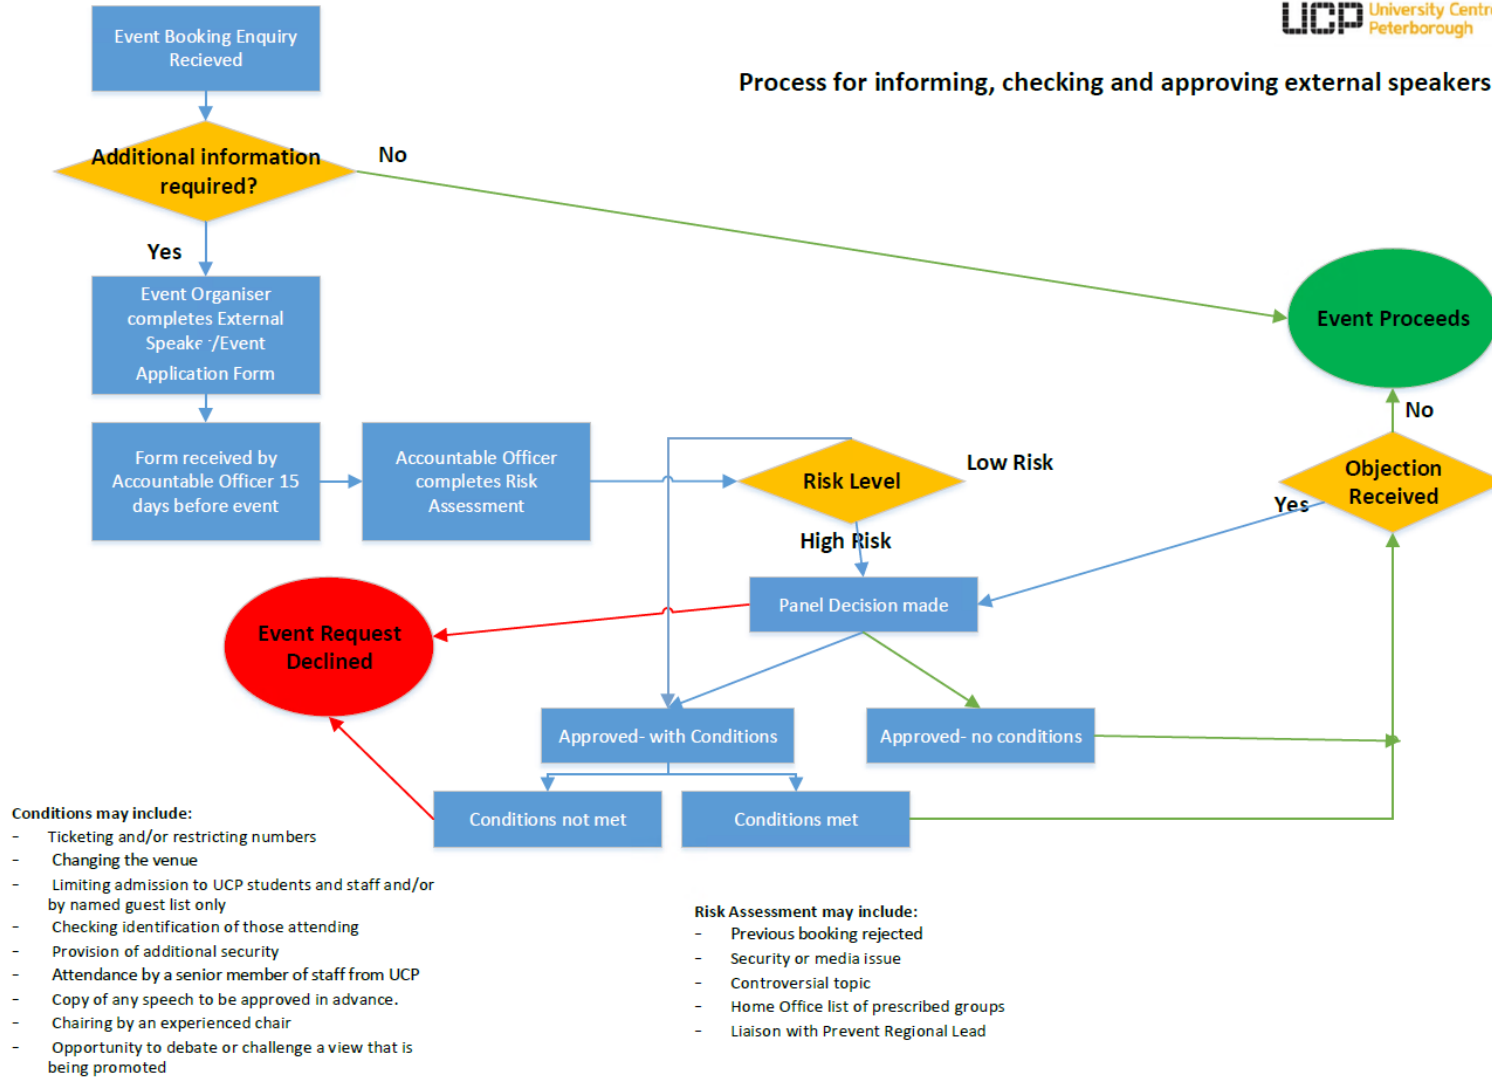 UCP University Centre
Peterborough
Process for informing, checking and approving external speakers
Event Booking Enquiry
Recieved
Additional information
required?
No
Yes
Event Organiser
completes External
/Event
Application Form
Event Proceeds
No
Form received by
Accountable Officer 15
days before event
Accountable Officer
completes Risk
Assessment
Risk Level
Low Risk
High Risk
Objection
Received
Yes
Panel Decision made
Event Request
Declined
Approved- with Conditions
Approved- no conditions
Conditions not met
Conditions met
Conditions may include:
- Ticketing and/or restricting numbers
- Changing the venue
- Limiting admission to UCP students and staff and/or
by named guest list only
- Checking identification of those attending
- Provision of additional security
- Attendance by a senior member of staff from UCP
- Copy of any speech to be approved in advance.
- Chairing by an experienced chair
- Opportunity to debate or challenge a view that is
being promoted
Risk Assessment may include:
- Previous booking rejected
- Security or media issue
- Controversial topic
- Home Office list of prescribed groups
- Liaison with Prevent Regional Lead